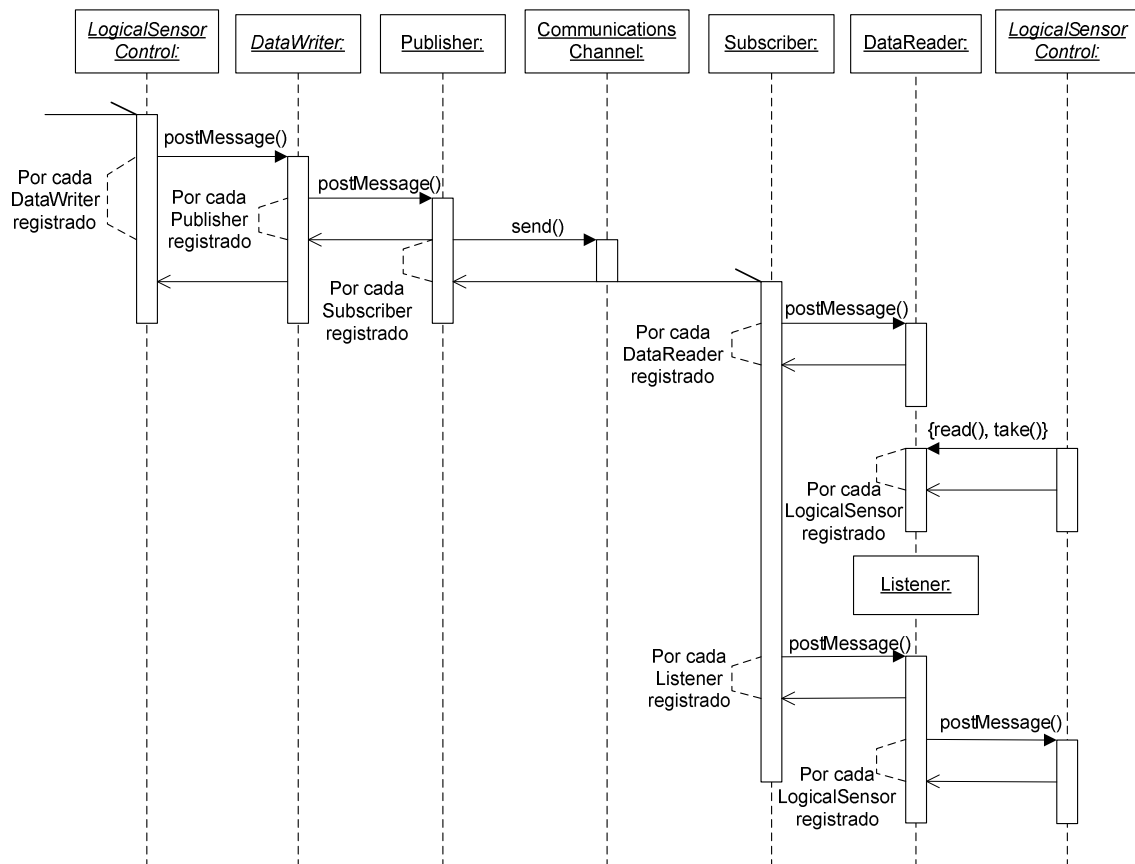 LogicalSensor
Control:
DataWriter:
Publisher:
Communications
Channel:
Subscriber:
DataReader:
LogicalSensor
Control:
postMessage()
Por cada
DataWriter
registrado
postMessage()
Por cada
Publisher
registrado
send()
Por cada
Subscriber
registrado
postMessage()
Por cada
DataReader
registrado
{read(), take()}
Por cada
LogicalSensor
registrado
Listener:
postMessage()
Por cada
Listener
registrado
postMessage()
Por cada
LogicalSensor
registrado